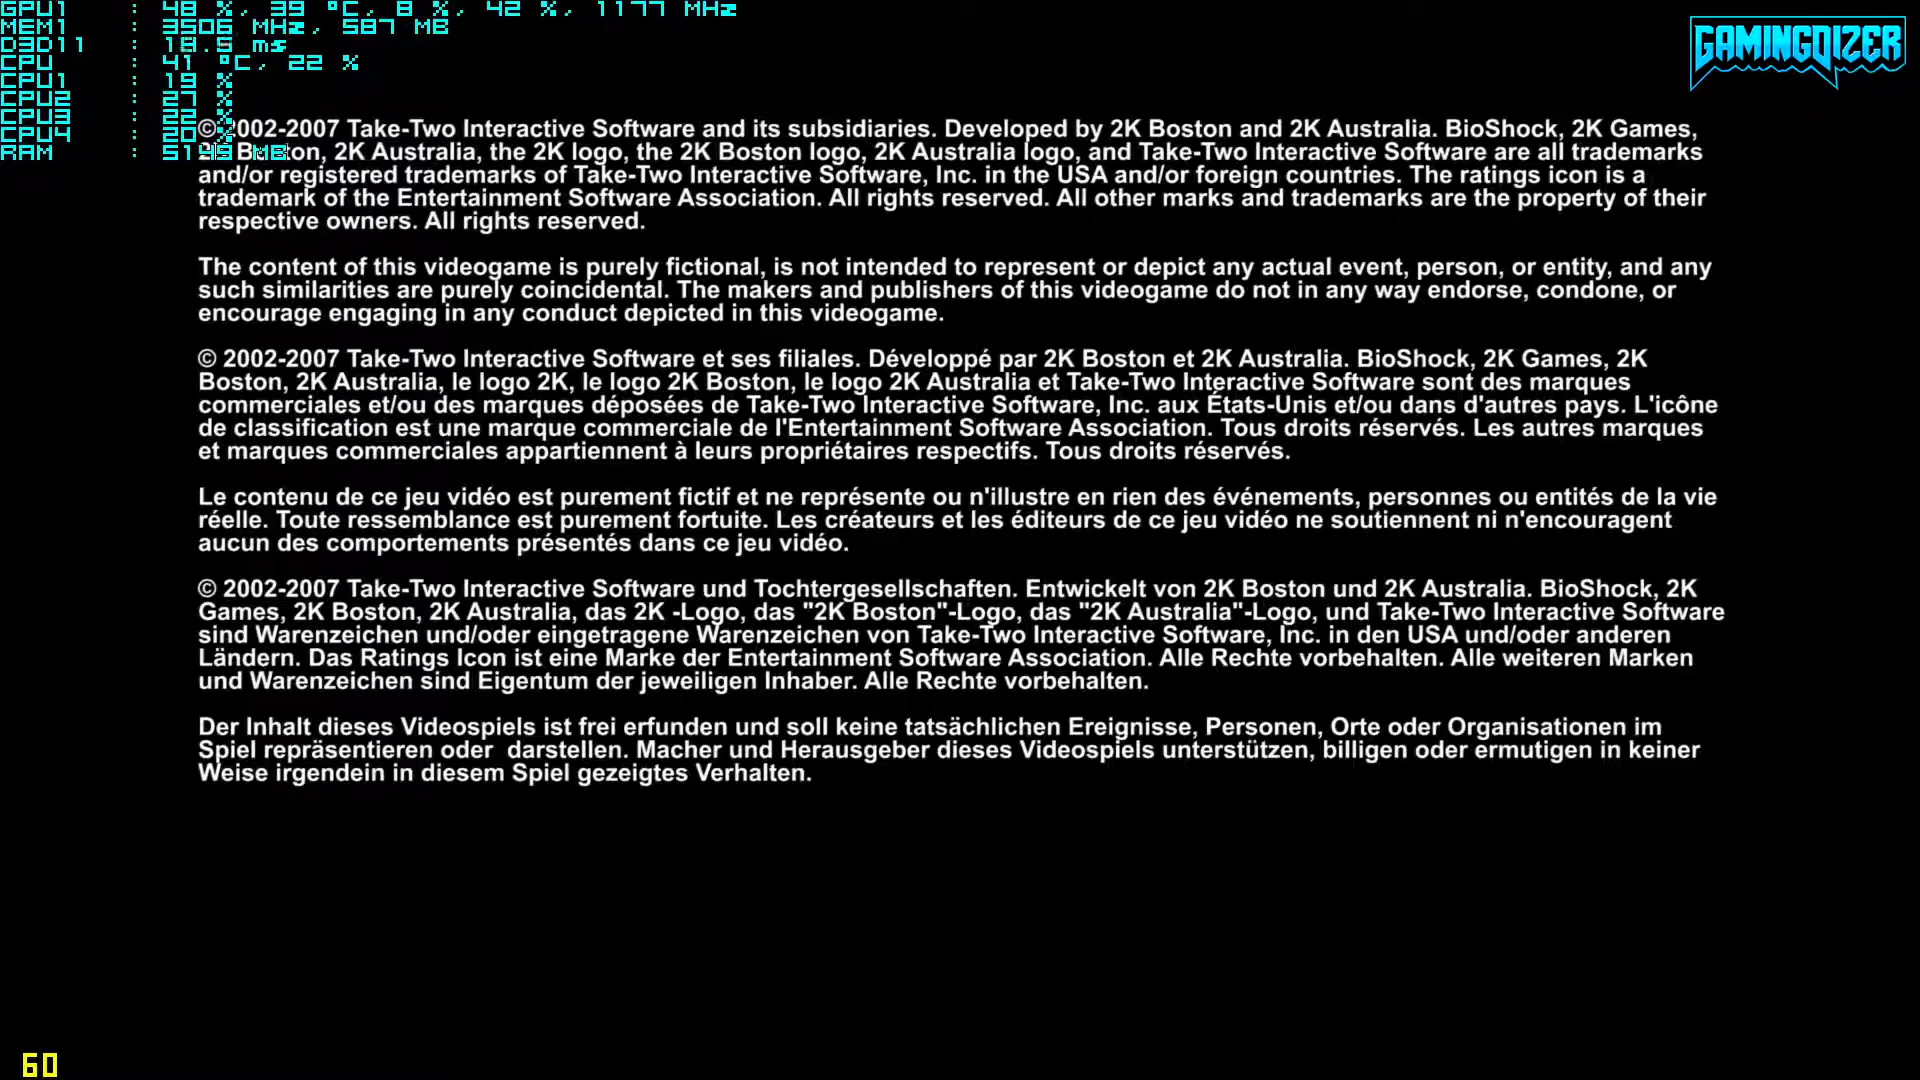 GPU1 : 48 %, 39 °C, 8 %, 42 %, 1177 MHz
MEM1 : 3506 MHz, 587 MB
D3D11 : 18.5 ms
CPU : 41 °C, 22 %
CPU1 : 19 %
CPU2 : 27 %
CPU3 : 22 %
CPU4 : 20 %
RAM : 5149 MB
GAMINGDIZER
© 2002-2007 Take-Two Interactive Software and its subsidiaries. Developed by 2K Boston and 2K Australia. BioShock, 2K Games,
2K Boston, 2K Australia, the 2K logo, the 2K Boston logo, 2K Australia logo, and Take-Two Interactive Software are all trademarks
and/or registered trademarks of Take-Two Interactive Software, Inc. in the USA and/or foreign countries. The ratings icon is a
trademark of the Entertainment Software Association. All rights reserved. All other marks and trademarks are the property of their
respective owners. All rights reserved.
The content of this videogame is purely fictional, is not intended to represent or depict any actual event, person, or entity, and any
such similarities are purely coincidental. The makers and publishers of this videogame do not in any way endorse, condone, or
encourage engaging in any conduct depicted in this videogame.
© 2002-2007 Take-Two Interactive Software et ses filiales. Développé par 2K Boston et 2K Australia. BioShock, 2K Games, 2K
Boston, 2K Australia, le logo 2K, le logo 2K Boston, le logo 2K Australia et Take-Two Interactive Software sont des marques
commerciales et/ou des marques déposées de Take-Two Interactive Software, Inc. aux États-Unis et/ou dans d'autres pays. L'icône
de classification est une marque commerciale de l'Entertainment Software Association. Tous droits réservés. Les autres marques
et marques commerciales appartiennent à leurs propriétaires respectifs. Tous droits réservés.
Le contenu de ce jeu vidéo est purement fictif et ne représente ou n'illustre en rien des événements, personnes ou entités de la vie
réelle. Toute ressemblance est purement fortuite. Les créateurs et les éditeurs de ce jeu vidéo ne soutiennent ni n'encouragent
aucun des comportements présentés dans ce jeu vidéo.
© 2002-2007 Take-Two Interactive Software und Tochtergesellschaften. Entwickelt von 2K Boston und 2K Australia. BioShock, 2K
Games, 2K Boston, 2K Australia, das 2K -Logo, das "2K Boston"-Logo, das "2K Australia"-Logo, und Take-Two Interactive Software
sind Warenzeichen und/oder eingetragene Warenzeichen von Take-Two Interactive Software, Inc. in den USA und/oder anderen
Ländern. Das Ratings Icon ist eine Marke der Entertainment Software Association. Alle Rechte vorbehalten. Alle weiteren Marken
und Warenzeichen sind Eigentum der jeweiligen Inhaber. Alle Rechte vorbehalten.
Der Inhalt dieses Videospiels ist frei erfunden und soll keine tatsächlichen Ereignisse, Personen, Orte oder Organisationen im
Spiel repräsentieren oder  darstellen. Macher und Herausgeber dieses Videospiels unterstützen, billigen oder ermutigen in keiner
Weise irgendein in diesem Spiel gezeigtes Verhalten.
60